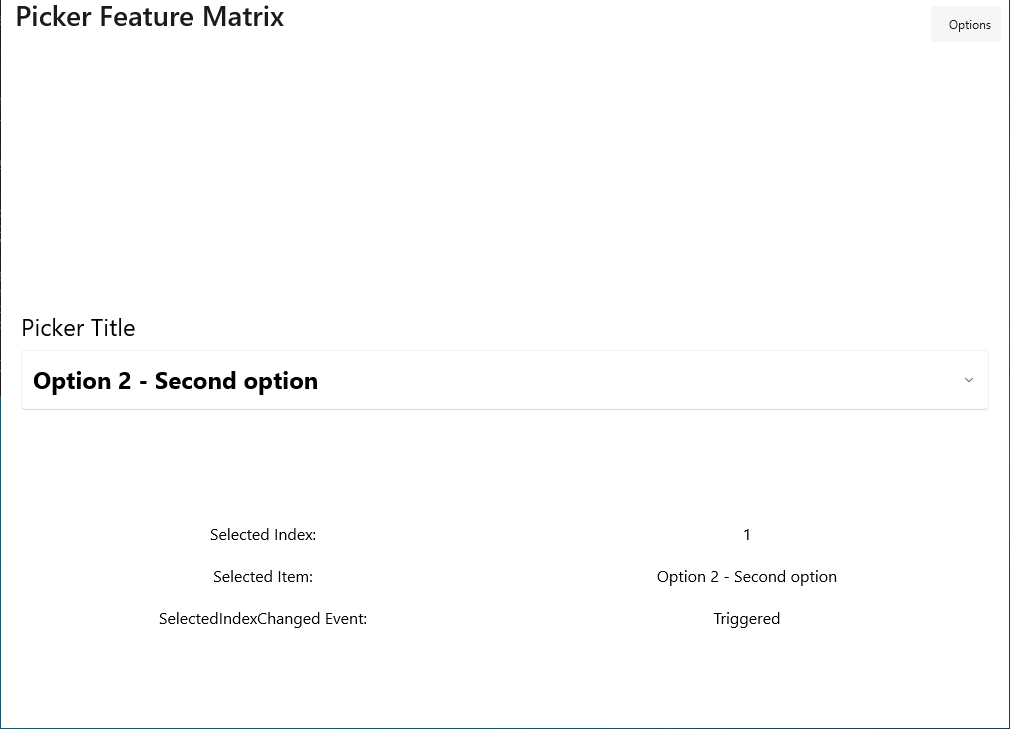 Picker Feature Matrix
Options
Picker Title
Option 2 - Second option
Selected Index: 1
Selected Item: Option 2 - Second option
SelectedIndexChanged Event: Triggered